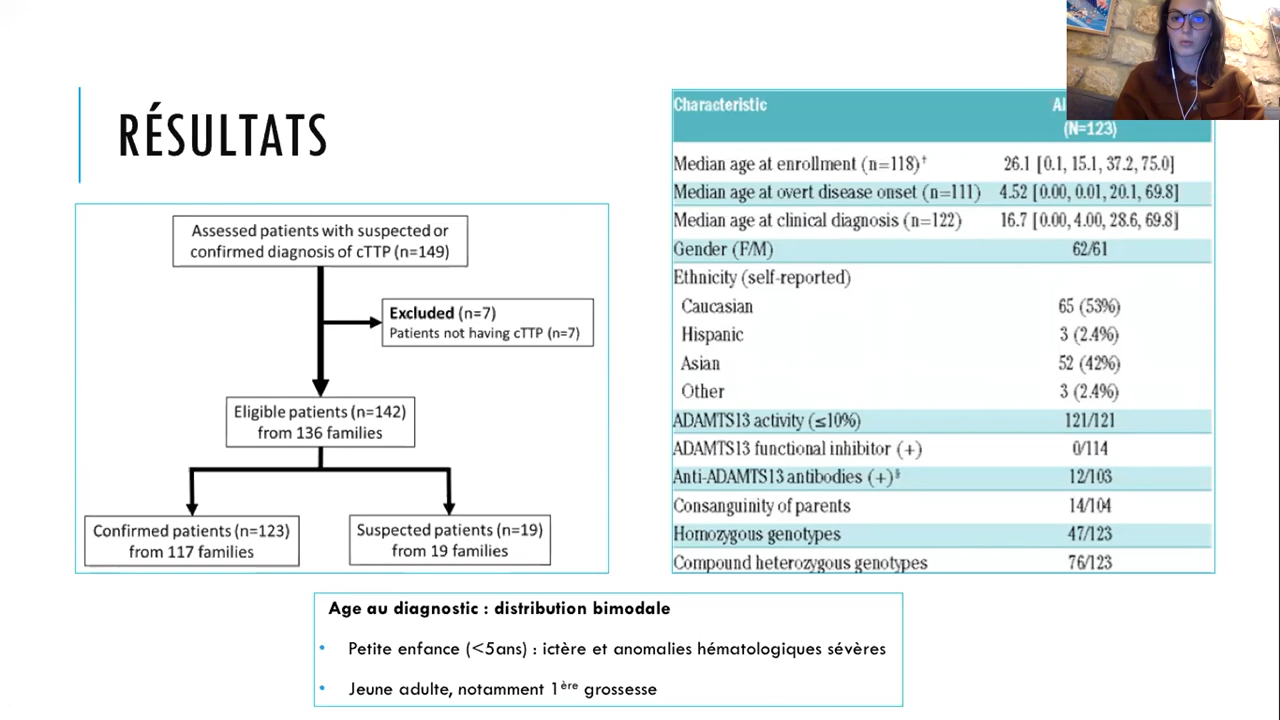 RÉSULTATS
Assessed patients with suspected or
confirmed diagnosis of cTTP (n=149)
Excluded (n=7)
Patients not having cTTP (n=7)
Eligible patients (n=142)
from 136 families
Confirmed patients (n=123)
from 117 families
Suspected patients (n=19)
from 19 families
Characteristic
(N=123)
Median age at enrollment (n=118)† 26.1 [0.1, 15.1, 37.2, 75.0]
Median age at overt disease onset (n=111) 4.52 [0.00, 0.01, 20.1, 69.8]
Median age at clinical diagnosis (n=122) 16.7 [0.00, 4.00, 28.6, 69.8]
Gender (F/M) 62/61
Ethnicity (self-reported)
Caucasian 65 (53%)
Hispanic 3 (2.4%)
Asian 52 (42%)
Other 3 (2.4%)
ADAMTS13 activity (≤10%) 121/121
ADAMTS13 functional inhibitor (+) 0/114
Anti-ADAMTS13 antibodies (+)§ 12/103
Consanguinity of parents 14/104
Homozygous genotypes 47/123
Compound heterozygous genotypes 76/123
Age au diagnostic : distribution bimodale
• Petite enfance (<5ans) : ictère et anomalies hématologiques sévères
• Jeune adulte, notamment 1ère grossesse